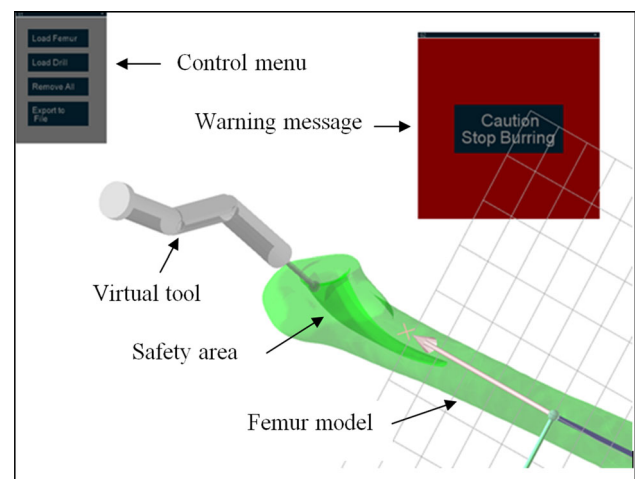 Load Femur
Load Drill
Remove All
Export to
File
Control menu
Warning message
Caution
Stop Burring
Virtual tool
Safety area
Femur model